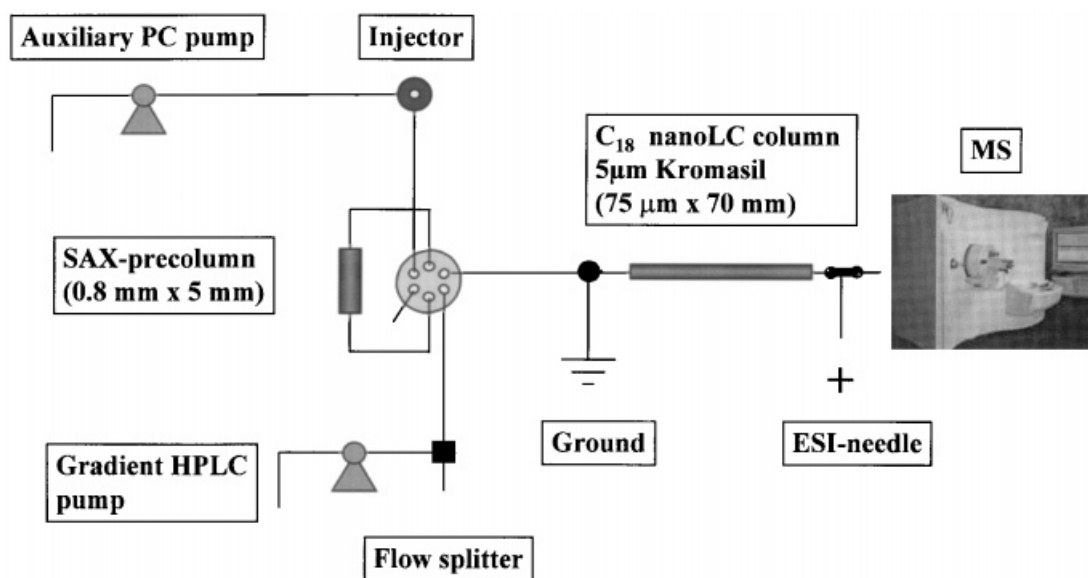 Auxiliary PC pump
Injector
C₁₈ nanoLC column
5µm Kromasil
(75 µm x 70 mm)
MS
SAX-precolumn
(0.8 mm x 5 mm)
Ground
+
ESI-needle
Gradient HPLC
pump
Flow splitter